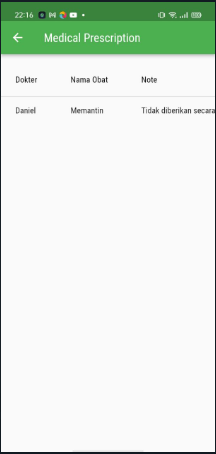 22:16
Medical Prescription
Dokter Nama Obat Note
Daniel Memantin Tidak diberikan secara